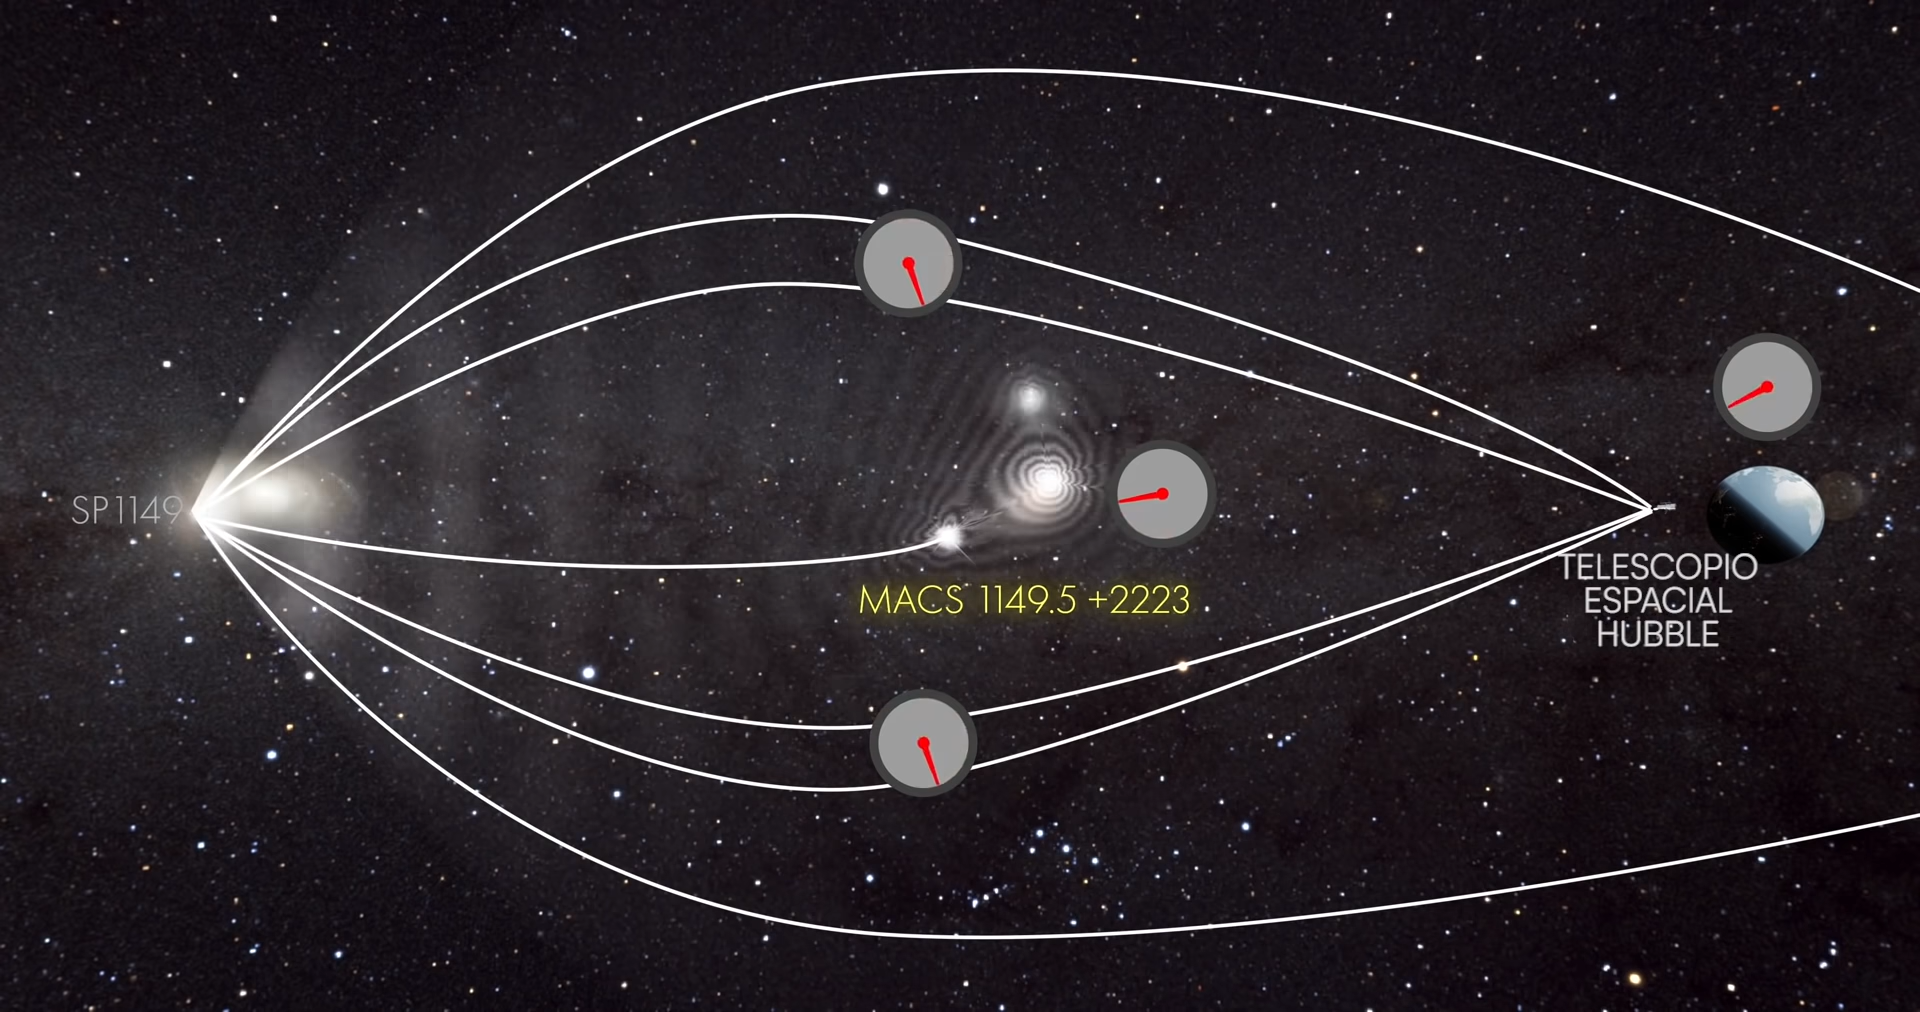 SP1149
MACS 1149.5 +2223
TELESCOPIO
ESPACIAL
HUBBLE